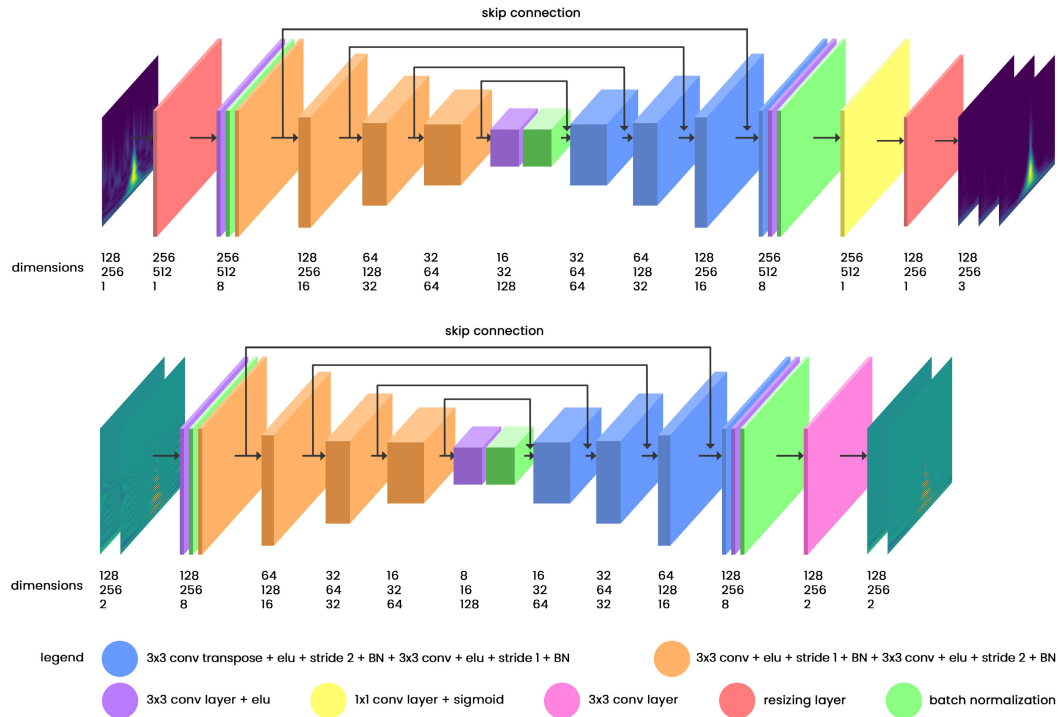 skip connection
dimensions
128 256 256 128 64 32 16 32 64 128 256 256 128 128
256 512 512 256 128 64 32 64 128 256 512 512 256 256
1 1 8 16 32 64 128 64 32 16 8 1 1 3
skip connection
dimensions
128 128 64 32 16 8 16 32 64 128 128 128
256 256 128 64 32 16 32 64 128 256 256 256
2 8 16 32 64 128 64 32 16 8 2 2
legend
3x3 conv transpose + elu + stride 2 + BN + 3x3 conv + elu + stride 1 + BN
3x3 conv + elu + stride 1 + BN + 3x3 conv + elu + stride 2 + BN
3x3 conv layer + elu
1x1 conv layer + sigmoid
3x3 conv layer
resizing layer
batch normalization